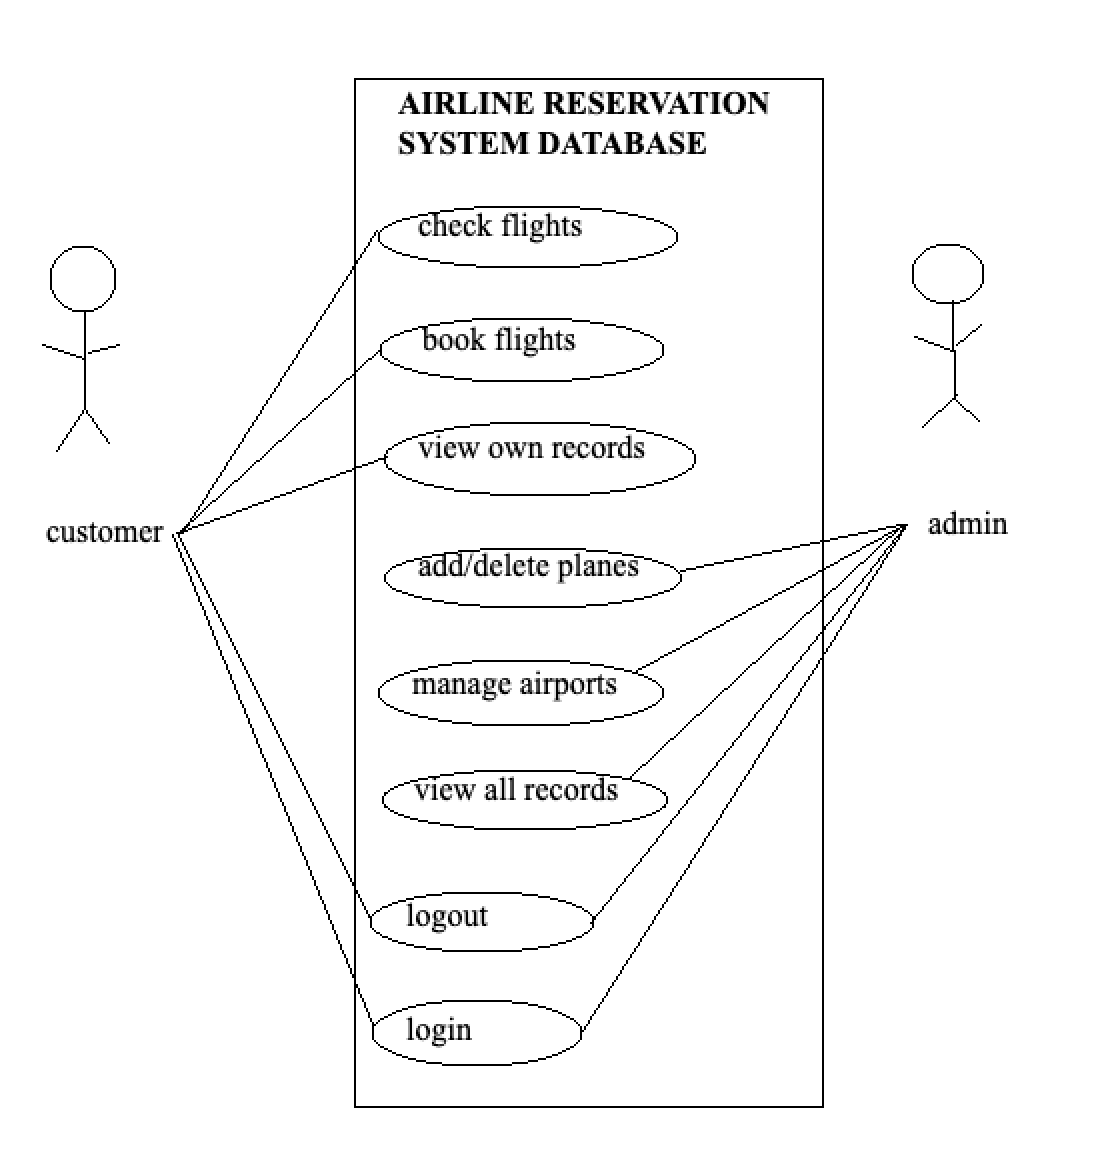 AIRLINE RESERVATION
SYSTEM DATABASE
check flights
book flights
view own records
customer
admin
add/delete planes
manage airports
view all records
logout
login